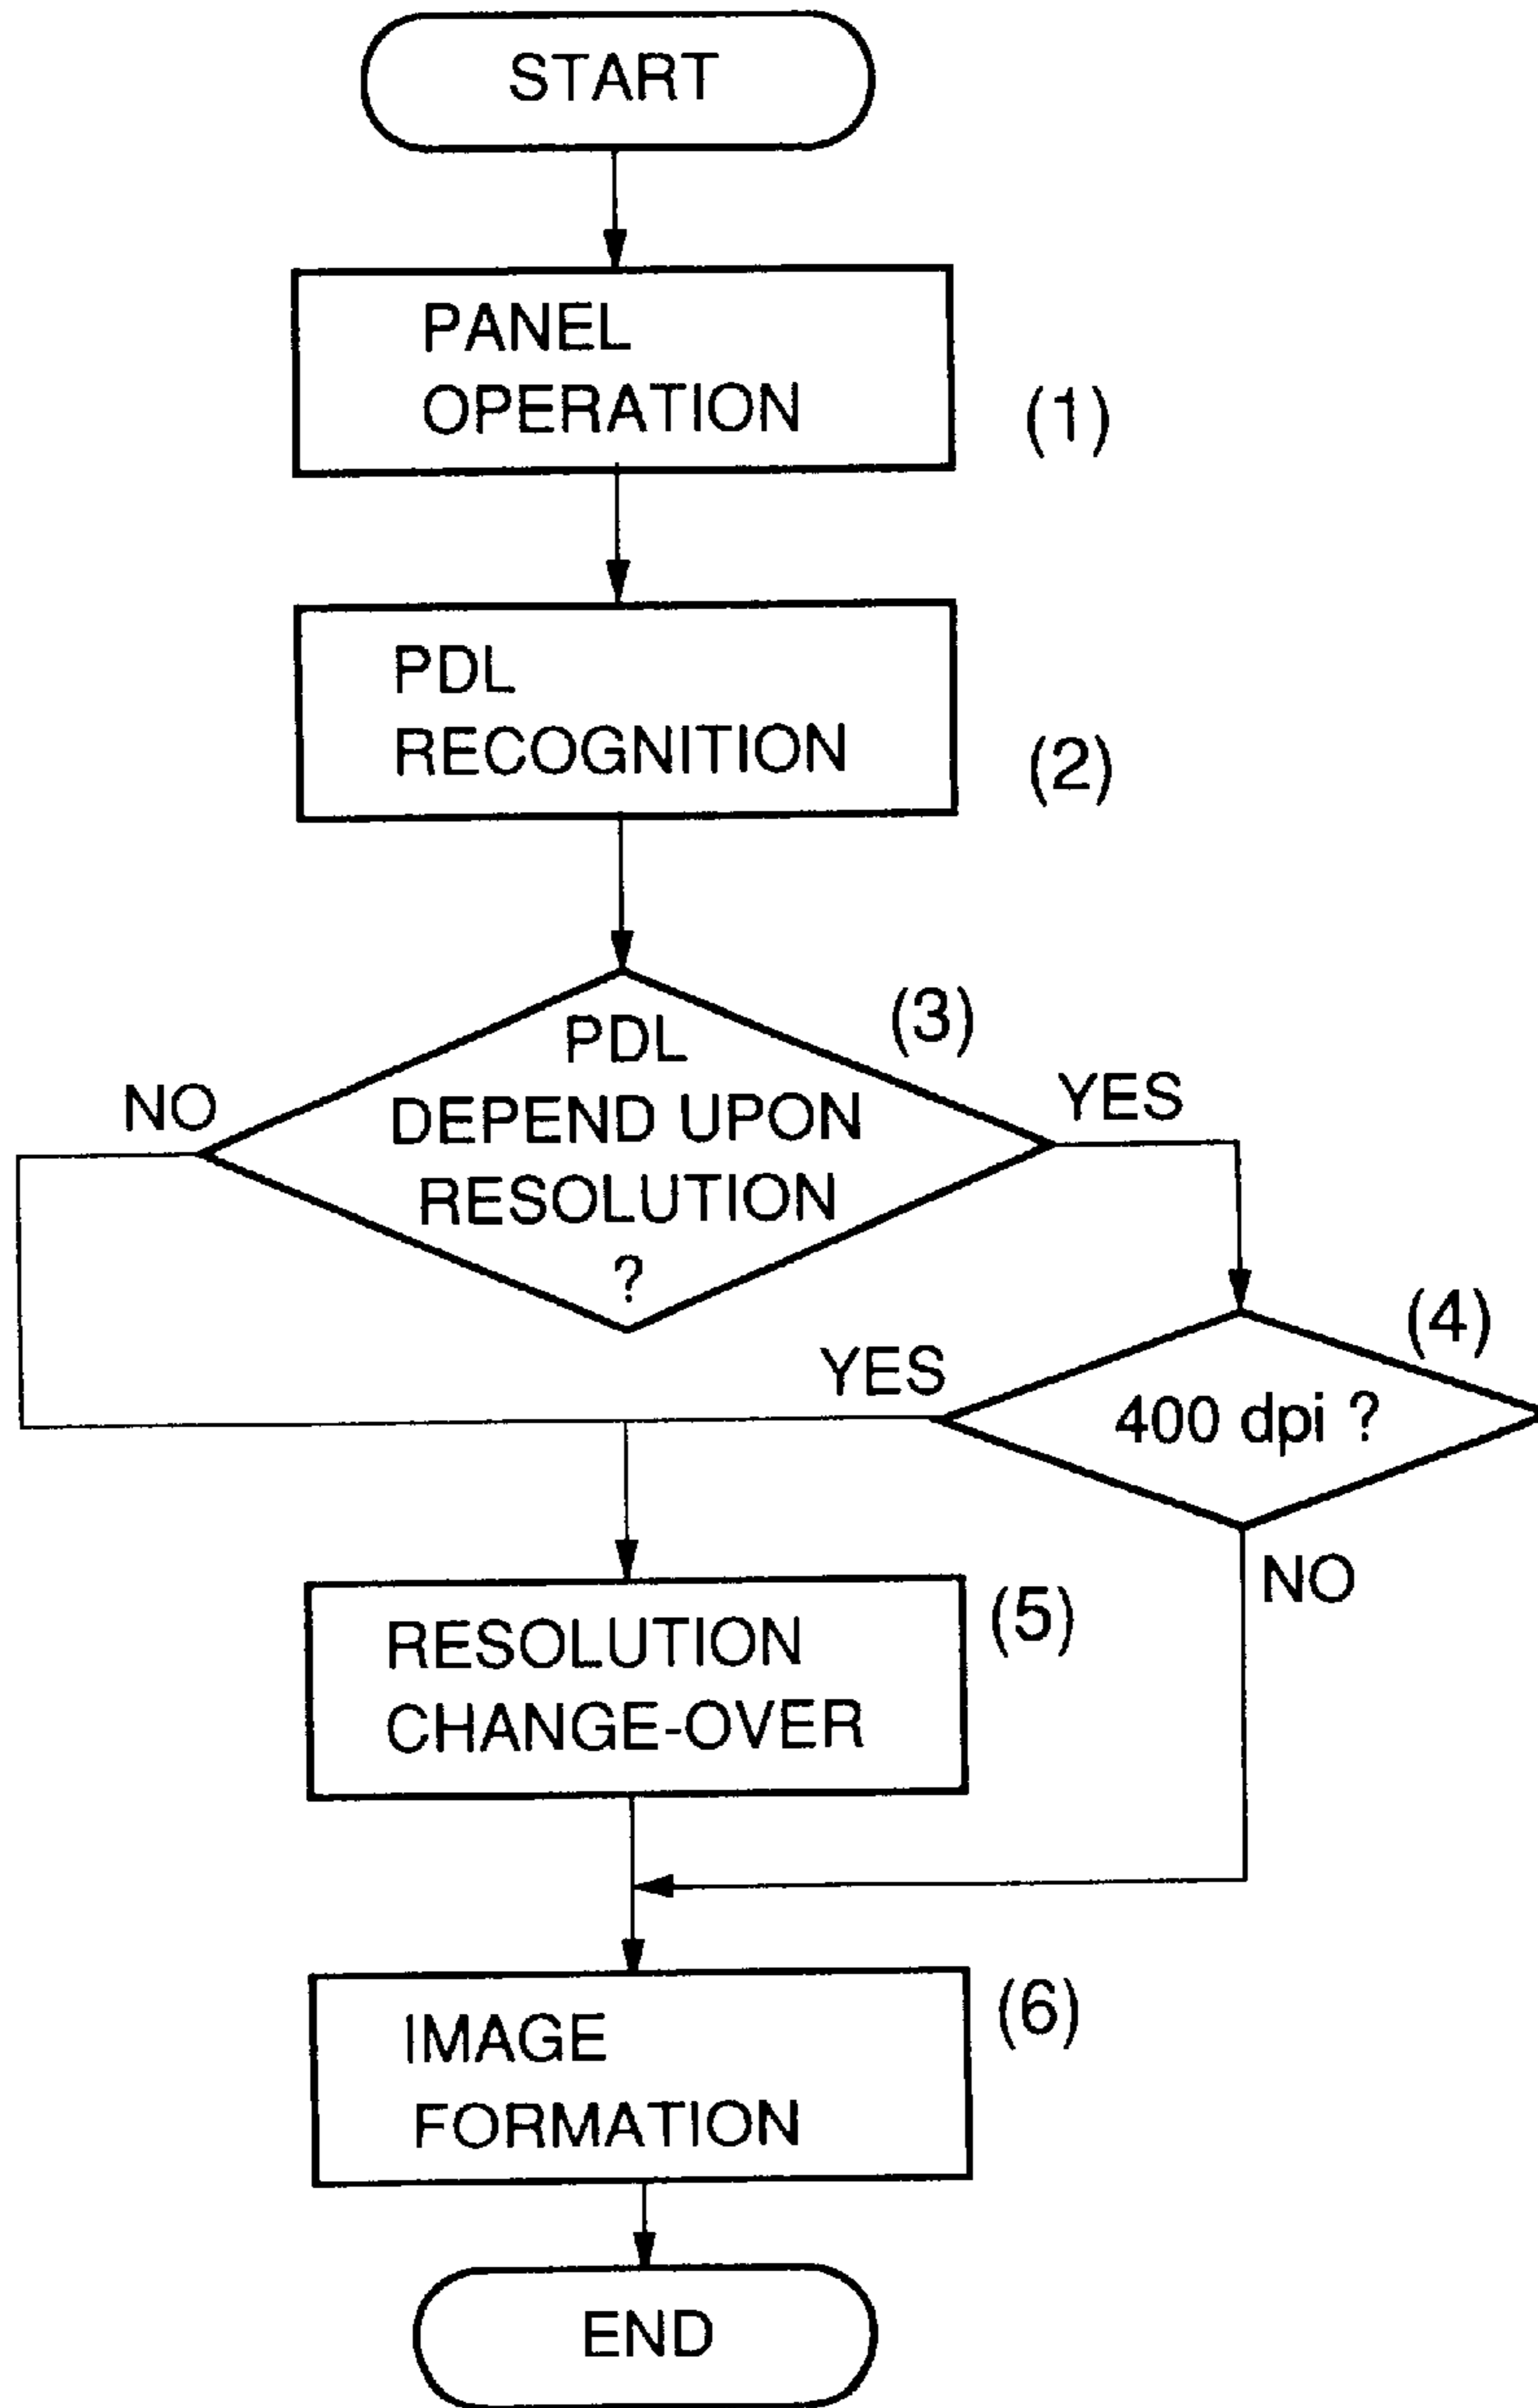 START
PANEL
OPERATION
(1)
PDL
RECOGNITION
(2)
(3)
PDL
DEPEND UPON
RESOLUTION
?
NO
YES
(4)
400 dpi ?
YES
NO
RESOLUTION
CHANGE-OVER
(5)
IMAGE
FORMATION
(6)
END